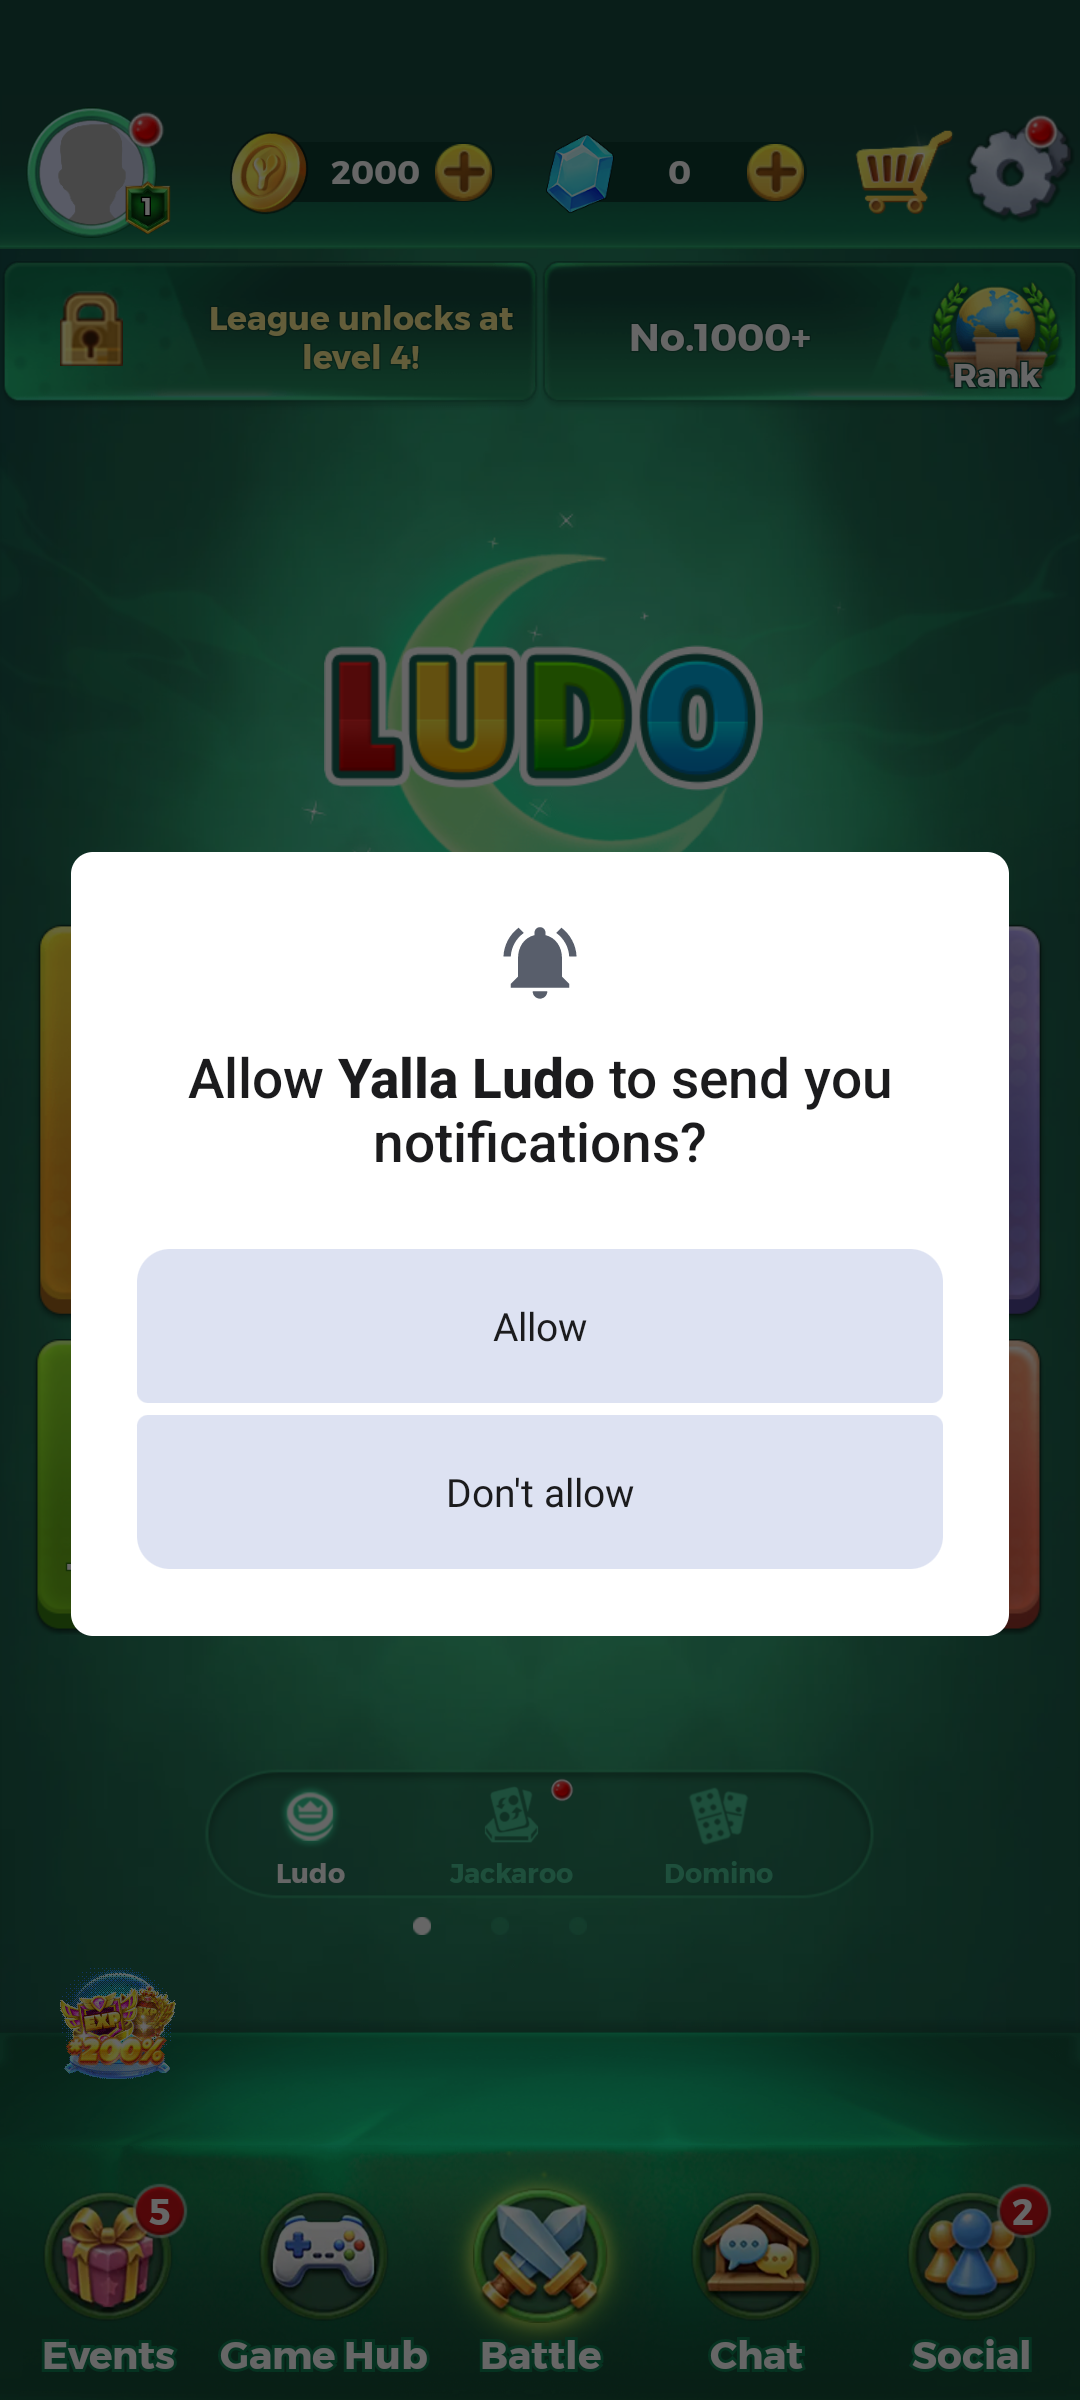 1
2000
0
League unlocks at
level 4!
No.1000+
Rank
LUDO
Allow Yalla Ludo to send you
notifications?
Allow
Don't allow
Ludo
Jackaroo
Domino
EXP
+200%
5
2
Events
Game Hub
Battle
Chat
Social